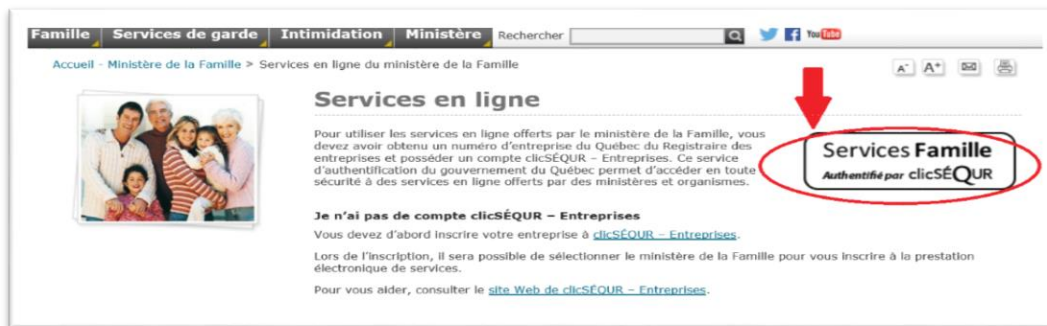 Famille Services de garde Intimidation Ministère Rechercher You Tube
Accueil - Ministère de la Famille > Services en ligne du ministère de la Famille A- A+
Services en ligne
Pour utiliser les services en ligne offerts par le ministère de la Famille, vous
devez avoir obtenu un numéro d'entreprise du Québec du Registraire des
entreprises et posséder un compte clicSÉQUR – Entreprises. Ce service
d'authentification du gouvernement du Québec permet d'accéder en toute
sécurité à des services en ligne offerts par des ministères et organismes.
Services Famille
Authentifié par clicSÉQUR
Je n'ai pas de compte clicSÉQUR – Entreprises
Vous devez d'abord inscrire votre entreprise à clicSÉQUR – Entreprises.
Lors de l'inscription, il sera possible de sélectionner le ministère de la Famille pour vous inscrire à la prestation
électronique de services.
Pour vous aider, consulter le site Web de clicSÉQUR – Entreprises.